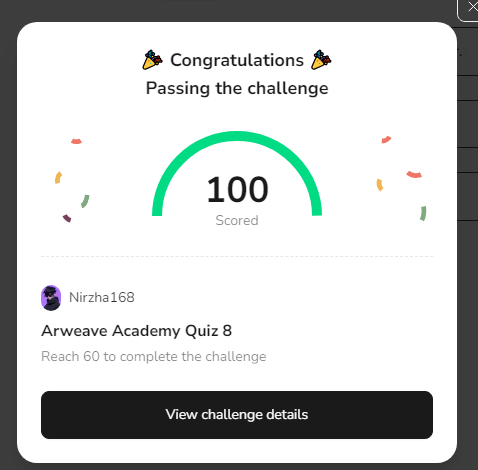 Congratulations
Passing the challenge
100
Scored
Nirzha168
Arweave Academy Quiz 8
Reach 60 to complete the challenge
View challenge details